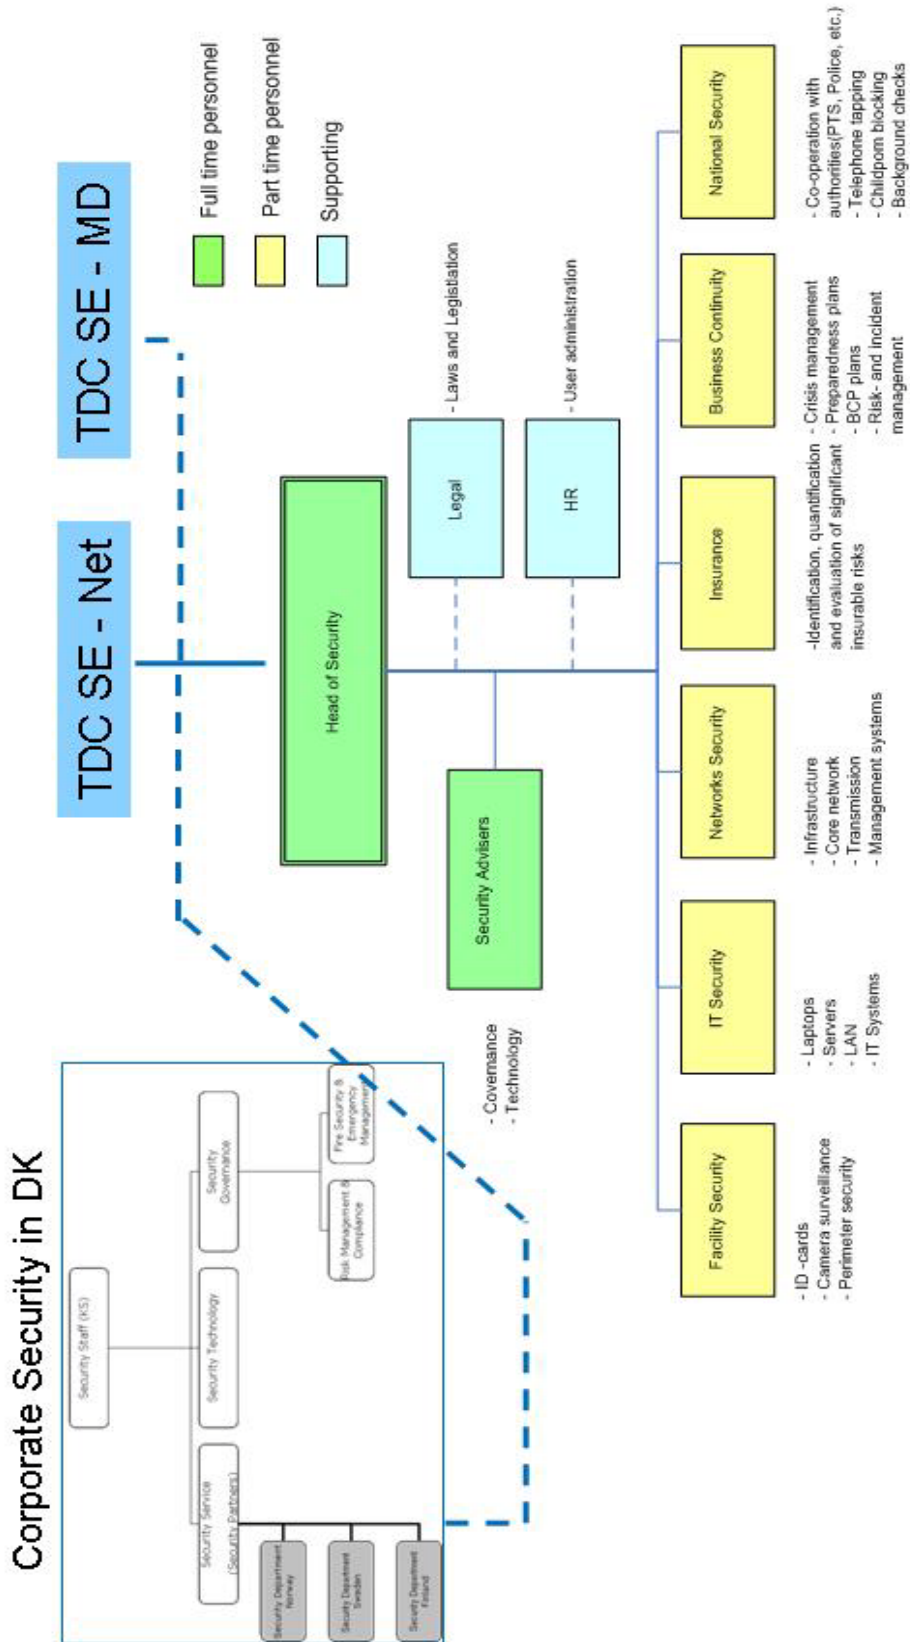 Corporate Security in DK
TDC SE - Net
TDC SE - MD
Security Staff (KS)
Security Service
(Security Partners)
Security Technology
Security
Governance
Security Department
Norway
Security Department
Sweden
Security Department
Finland
Risk Management &
Compliance
Fire Security &
Emergency
Management
Full time personnel
Part time personnel
Supporting
Head of Security
Security Advisers
- Covernance
- Technology
Legal
- Laws and Legistiation
HR
- User administration
Facility Security
- ID -cards
- Camera surveillance
- Perimeter security
IT Security
- Laptops
- Servers
- LAN
- IT Systems
Networks Security
- Infrastructure
- Core network
- Transmission
- Management systems
Insurance
-Identification, quantification
and evaluation of significant
insurable risks
Business Continuity
- Crisis management
- Preparedness plans
- BCP plans
- Risk- and incident
management
National Security
- Co-operation with
authorities(PTS, Police, etc.)
- Telephone tapping
- Childporn blocking
- Background checks